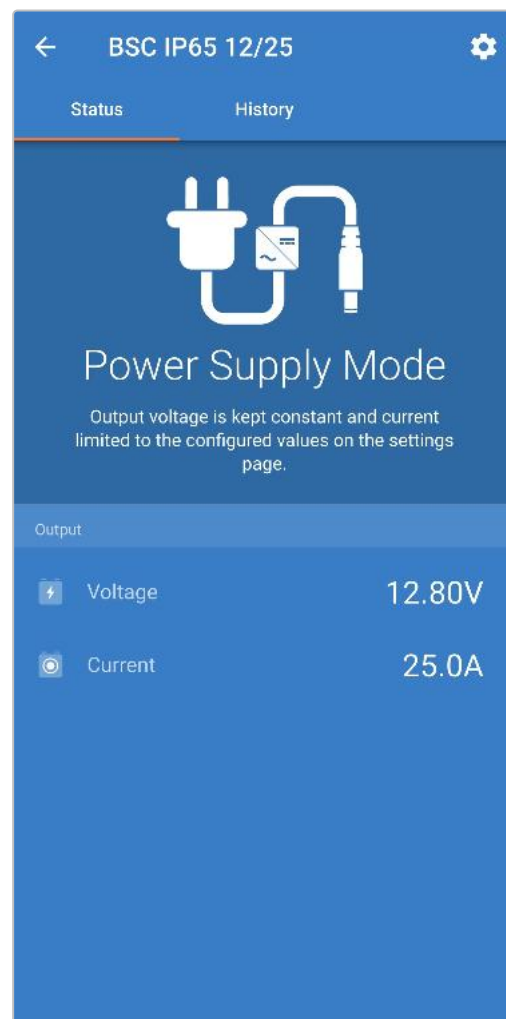 BSC IP65 12/25
Status History
Power Supply Mode
Output voltage is kept constant and current
limited to the configured values on the settings
page.
Output
Voltage 12.80V
Current 25.0A